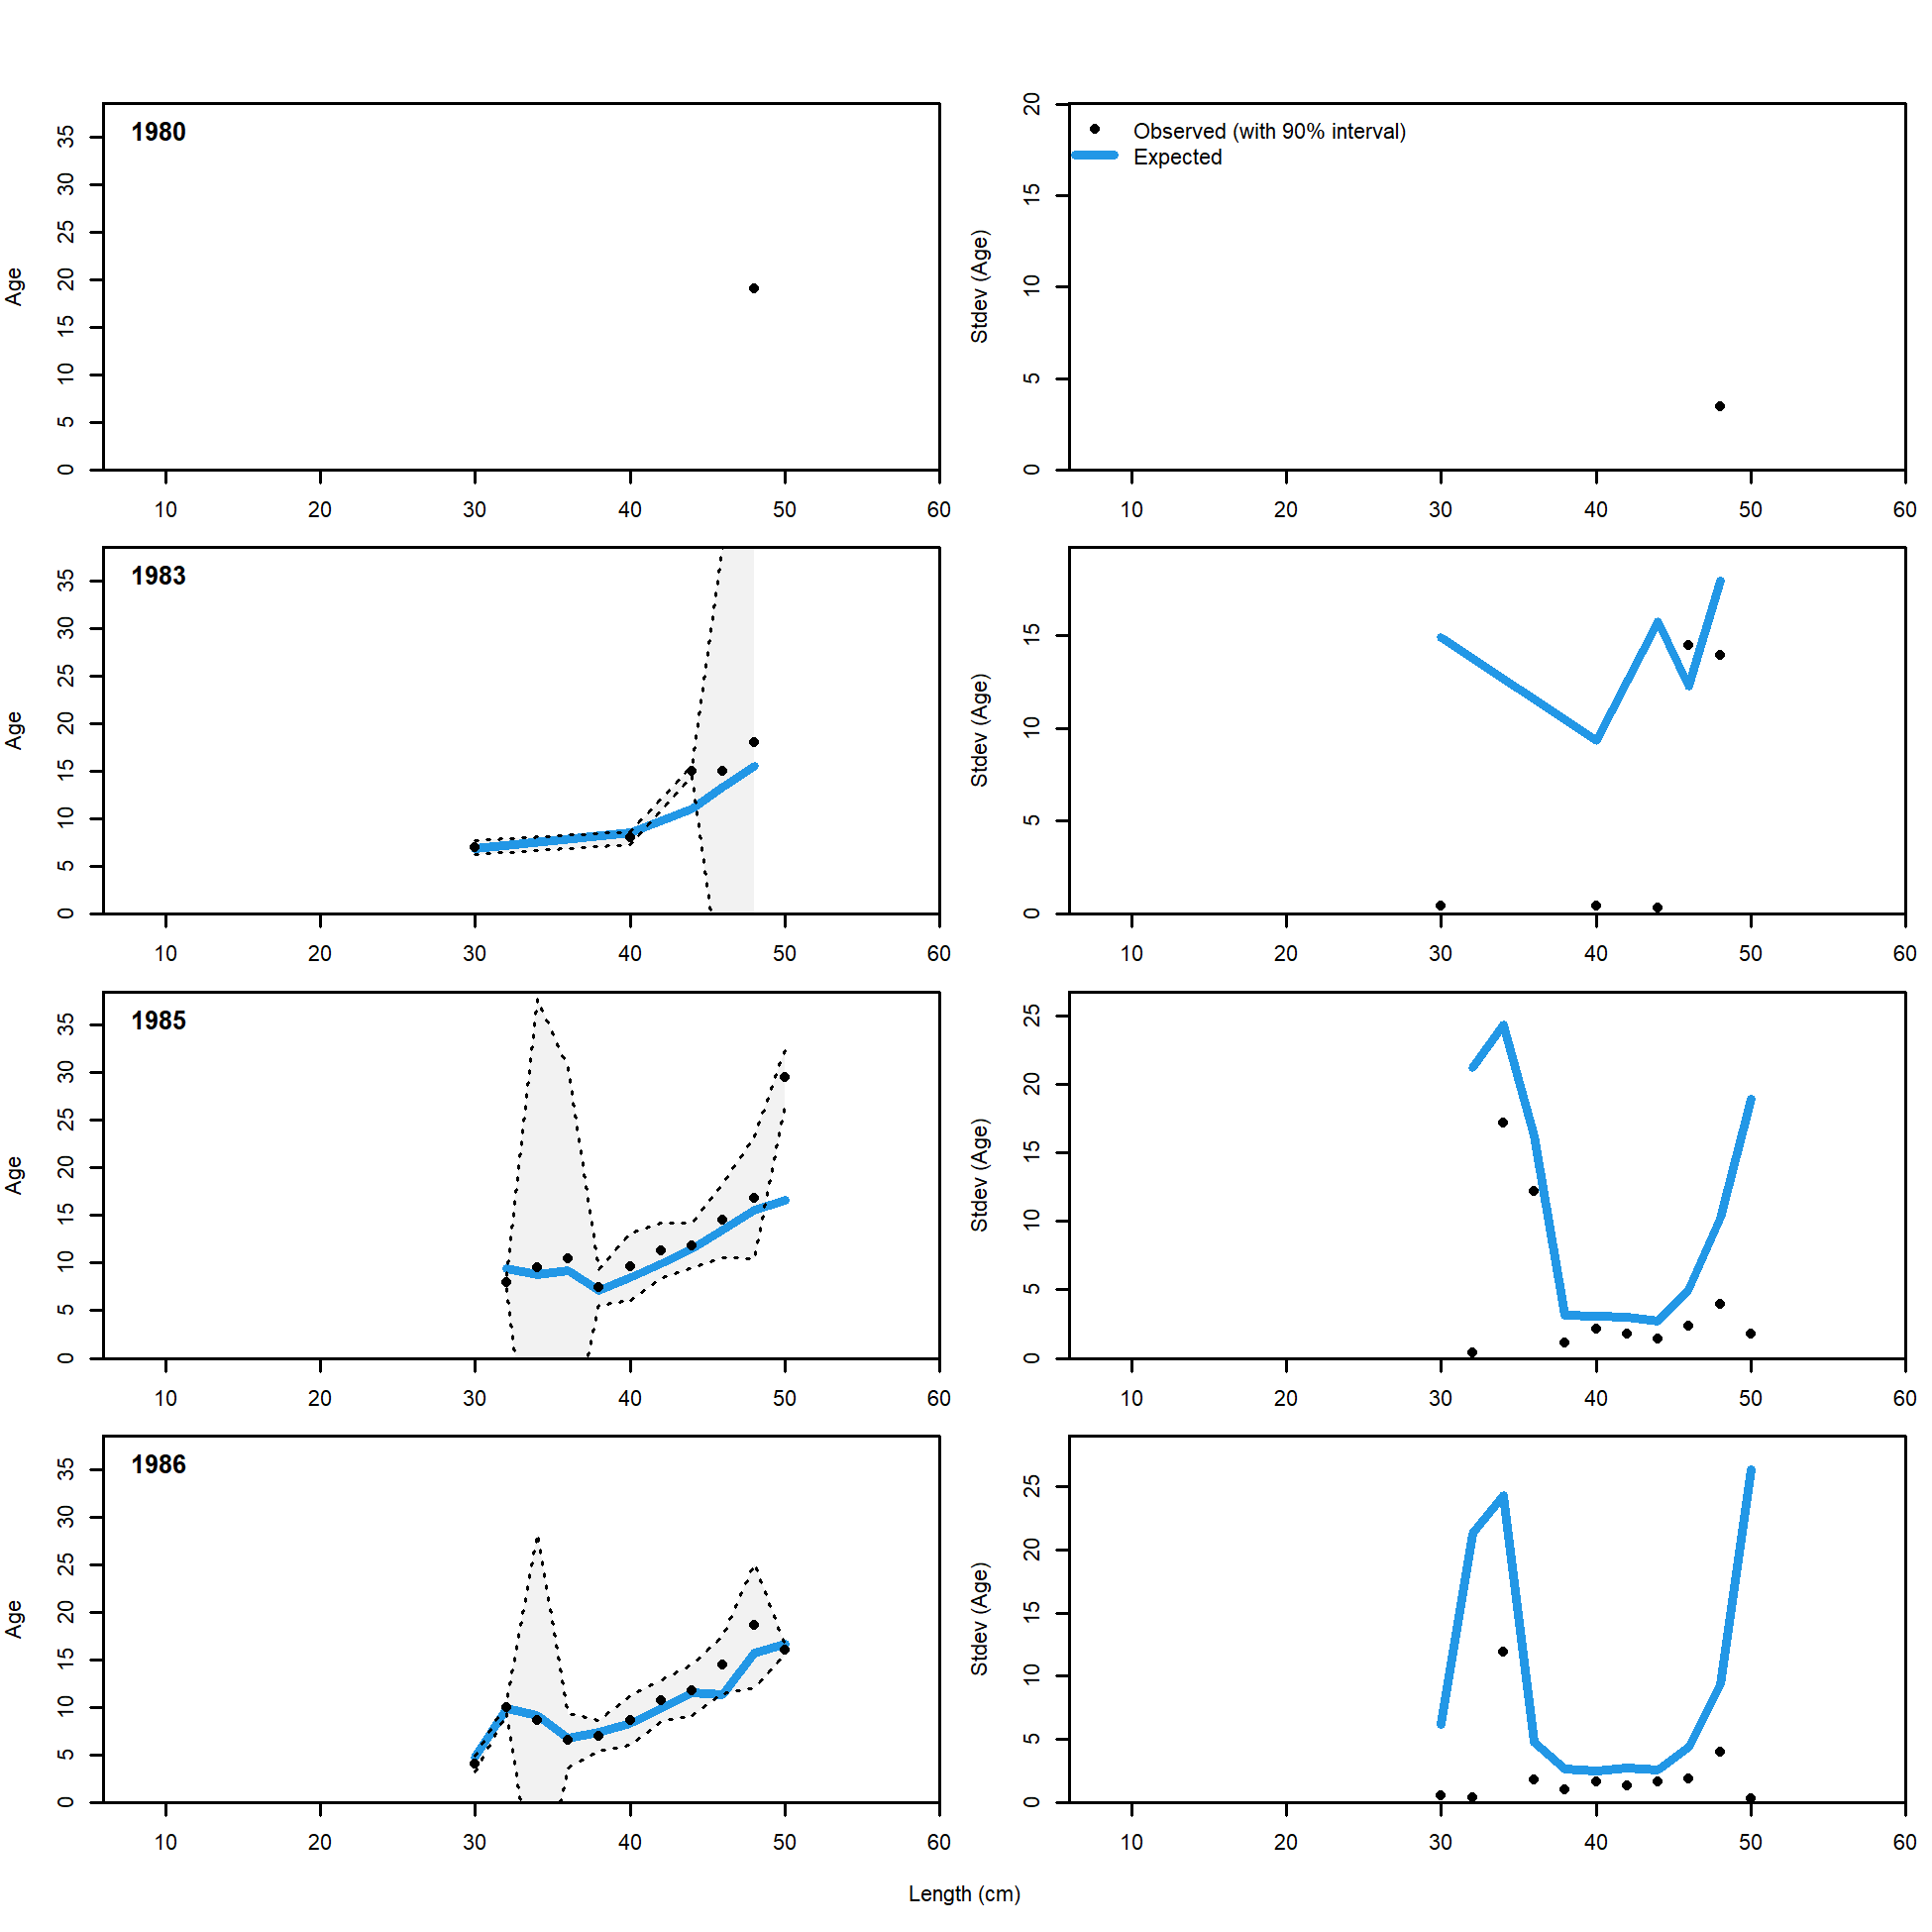 1980
Age
0 5 10 15 20 25 30 35
10 20 30 40 50 60
Observed (with 90% interval)
Expected
Stdev (Age)
0 5 10 15 20
10 20 30 40 50 60
1983
Age
0 5 10 15 20 25 30 35
10 20 30 40 50 60
Stdev (Age)
0 5 10 15
10 20 30 40 50 60
1985
Age
0 5 10 15 20 25 30 35
10 20 30 40 50 60
Stdev (Age)
0 5 10 15 20 25
10 20 30 40 50 60
1986
Age
0 5 10 15 20 25 30 35
10 20 30 40 50 60
Stdev (Age)
0 5 10 15 20 25
10 20 30 40 50 60
Length (cm)